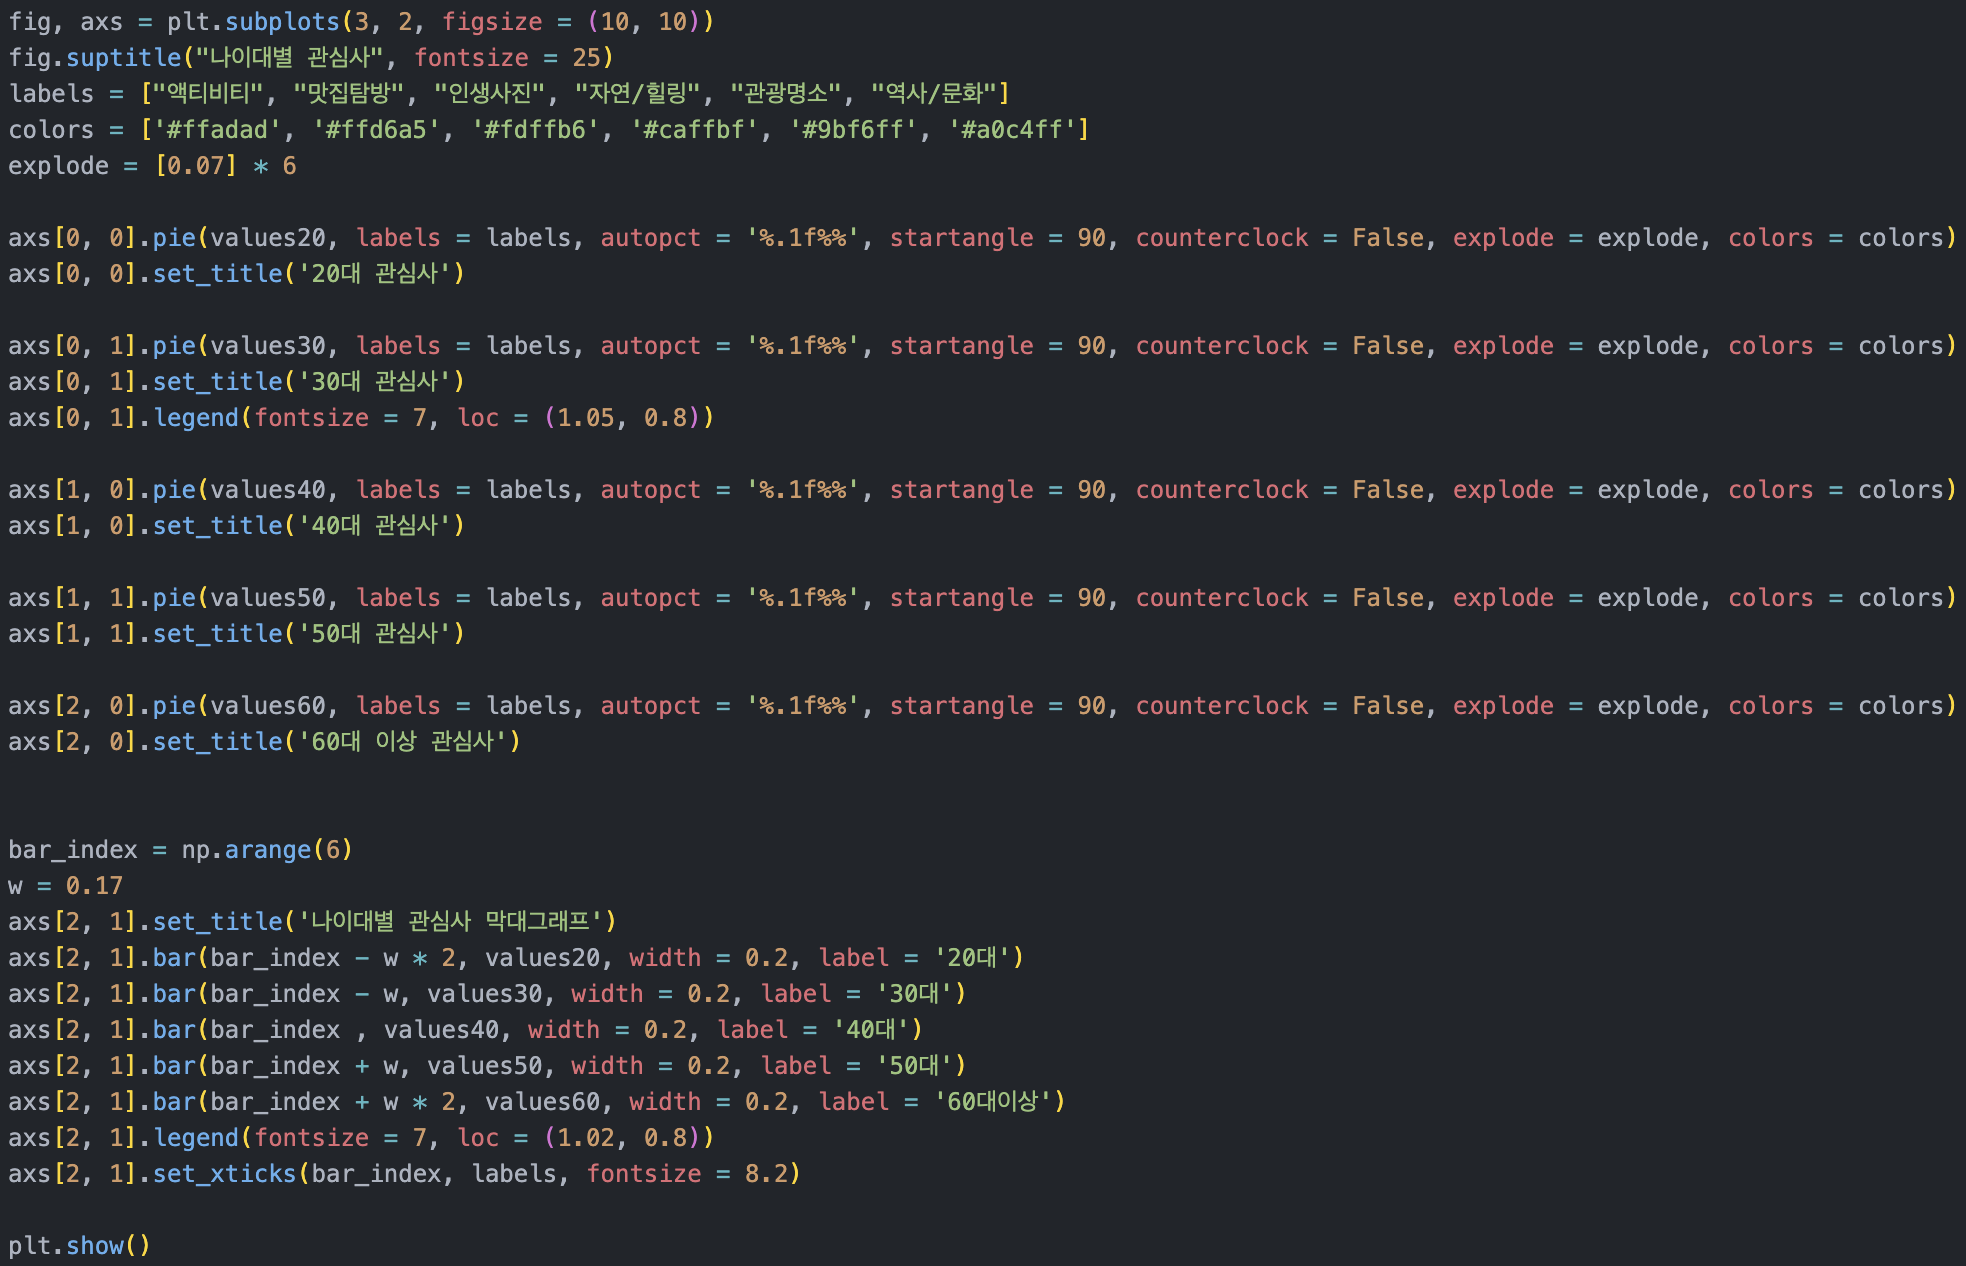 fig, axs = plt.subplots(3, 2, figsize = (10, 10))
fig.suptitle("나이대별 관심사", fontsize = 25)
labels = ["액티비티", "맛집탐방", "인생사진", "자연/힐링", "관광명소", "역사/문화"]
colors = ['#ffadad', '#ffd6a5', '#fdffb6', '#caffbf', '#9bf6ff', '#a0c4ff']
explode = [0.07] * 6
axs[0, 0].pie(values20, labels = labels, autopct = '%.1f%%', startangle = 90, counterclock = False, explode = explode, colors = colors)
axs[0, 0].set_title('20대 관심사')
axs[0, 1].pie(values30, labels = labels, autopct = '%.1f%%', startangle = 90, counterclock = False, explode = explode, colors = colors)
axs[0, 1].set_title('30대 관심사')
axs[0, 1].legend(fontsize = 7, loc = (1.05, 0.8))
axs[1, 0].pie(values40, labels = labels, autopct = '%.1f%%', startangle = 90, counterclock = False, explode = explode, colors = colors)
axs[1, 0].set_title('40대 관심사')
axs[1, 1].pie(values50, labels = labels, autopct = '%.1f%%', startangle = 90, counterclock = False, explode = explode, colors = colors)
axs[1, 1].set_title('50대 관심사')
axs[2, 0].pie(values60, labels = labels, autopct = '%.1f%%', startangle = 90, counterclock = False, explode = explode, colors = colors)
axs[2, 0].set_title('60대 이상 관심사')
bar_index = np.arange(6)
w = 0.17
axs[2, 1].set_title('나이대별 관심사 막대그래프')
axs[2, 1].bar(bar_index - w * 2, values20, width = 0.2, label = '20대')
axs[2, 1].bar(bar_index - w, values30, width = 0.2, label = '30대')
axs[2, 1].bar(bar_index , values40, width = 0.2, label = '40대')
axs[2, 1].bar(bar_index + w, values50, width = 0.2, label = '50대')
axs[2, 1].bar(bar_index + w * 2, values60, width = 0.2, label = '60대이상')
axs[2, 1].legend(fontsize = 7, loc = (1.02, 0.8))
axs[2, 1].set_xticks(bar_index, labels, fontsize = 8.2)
plt.show()